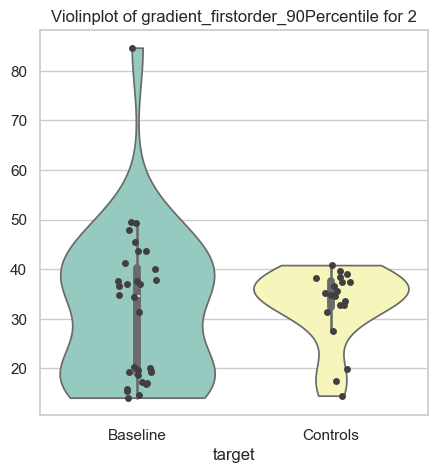 Violinplot of gradient_firstorder_90Percentile for 2
80
70
60
50
40
30
20
Baseline Controls
target